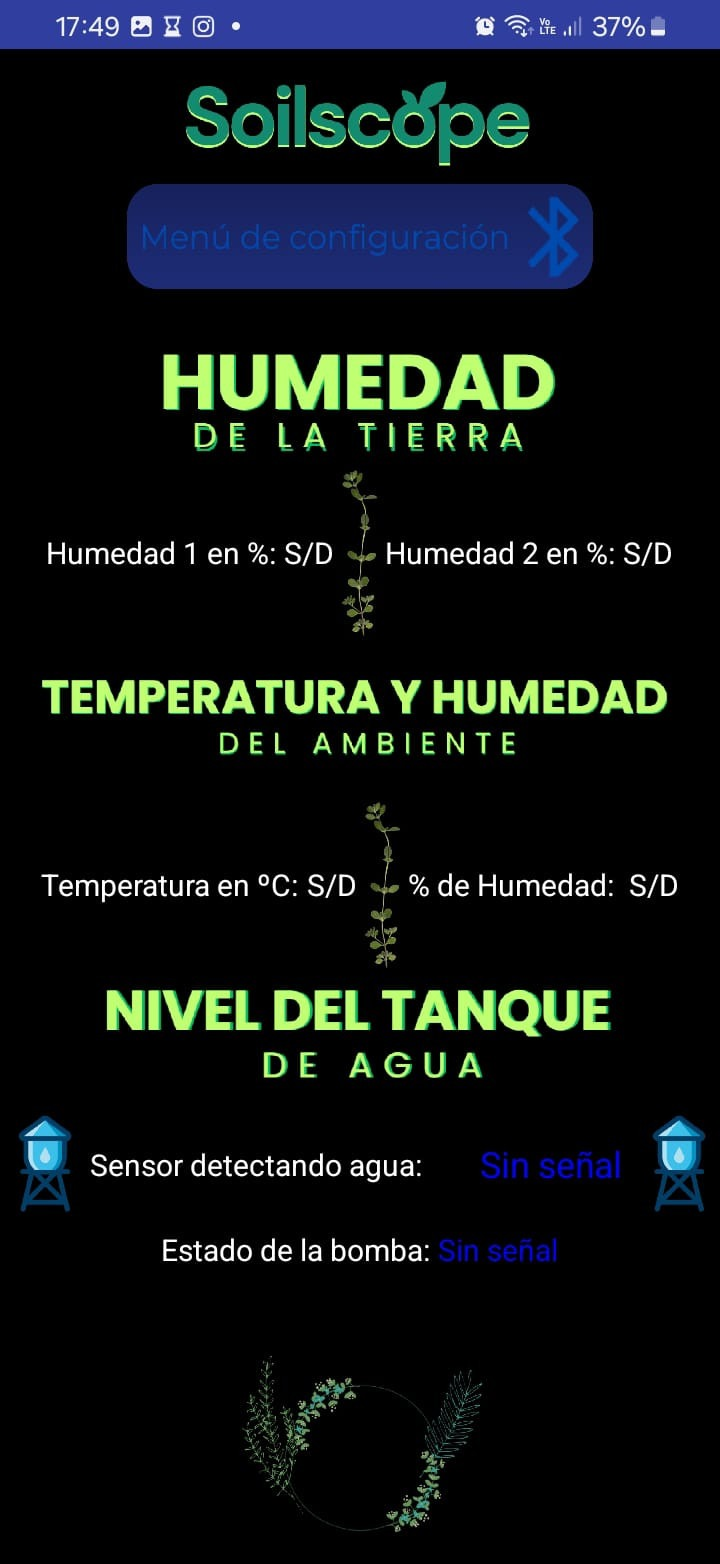 17:49 Vo LTE 37%
Soilscope
Menú de configuración
HUMEDAD
DE LA TIERRA
Humedad 1 en %: S/D Humedad 2 en %: S/D
TEMPERATURA Y HUMEDAD
DEL AMBIENTE
Temperatura en ºC: S/D % de Humedad: S/D
NIVEL DEL TANQUE
DE AGUA
Sensor detectando agua: Sin señal
Estado de la bomba: Sin señal